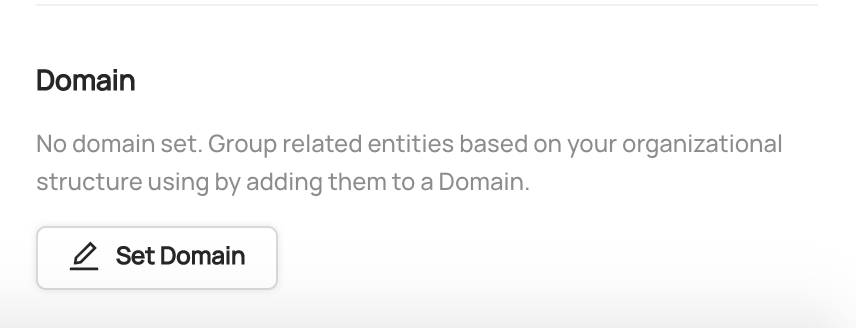 Domain
No domain set. Group related entities based on your organizational
structure using by adding them to a Domain.
Set Domain